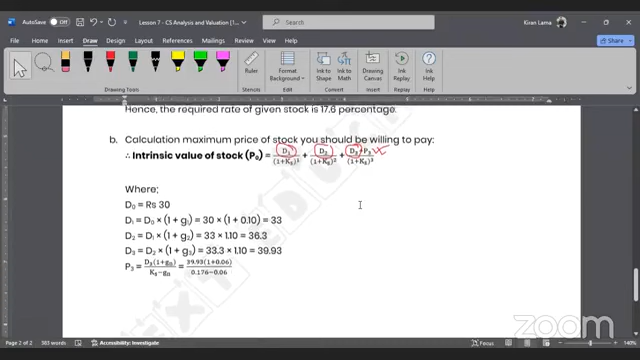 AutoSave Off Lesson 7 - CS Analysis and Valuation (1 Search Kiran Lama
File Home Insert Draw Design Layout References Mailings Review View Help Comments Editing Share
Ruler Format Background Ink to Shape Ink to Math Drawing Canvas Ink Replay Ink Help
Drawing Tools Convert Insert Replay Help
Hence, the required rate of given stock is 17.6 percentage.
b. Calculation maximum price of stock you should be willing to pay:
∴ Intrinsic value of stock (P₀) = D₁/(1+Kₛ)¹ + D₂/(1+Kₛ)² + D₃+P₃/(1+Kₛ)³
Where;
D₀ = Rs 30
D₁ = D₀ × (1 + g₁) = 30 × (1 + 0.10) = 33
D₂ = D₁ × (1 + g₂) = 33 × 1.10 = 36.3
D₃ = D₂ × (1 + g₃) = 33.3 × 1.10 = 39.93
P₃ = D₃(1+gₙ)/Kₛ−gₙ = 39.93(1+0.06)/0.176−0.06
zoom
Page 2 of 2 383 words Accessibility: Investigate Focus 140%